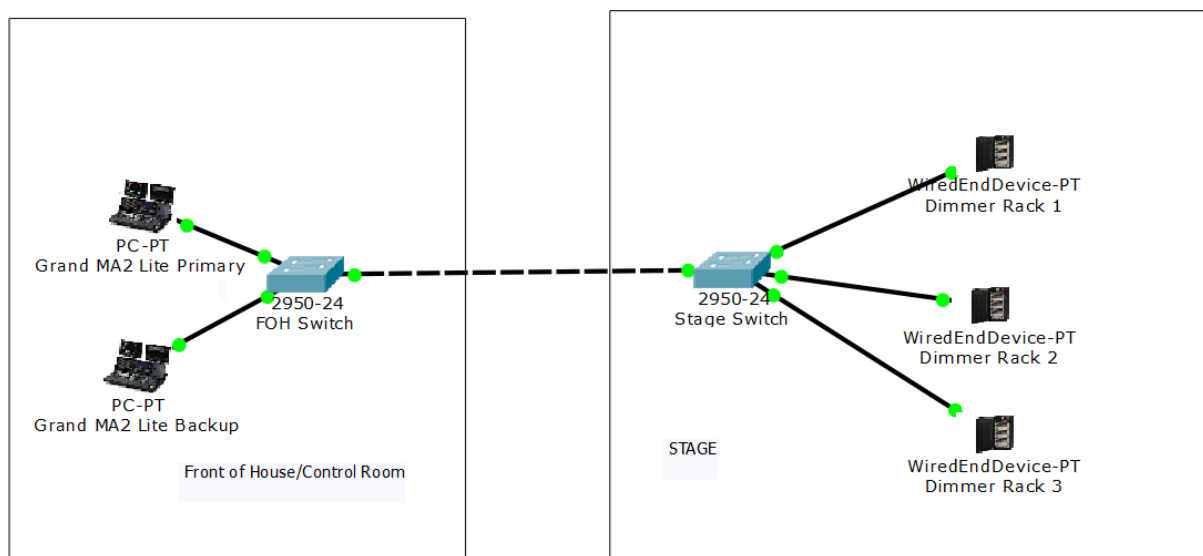 PC-PT
Grand MA2 Lite Primary
2950-24
FOH Switch
PC-PT
Grand MA2 Lite Backup
Front of House/Control Room
2950-24
Stage Switch
STAGE
WiredEndDevice-PT
Dimmer Rack 1
WiredEndDevice-PT
Dimmer Rack 2
WiredEndDevice-PT
Dimmer Rack 3